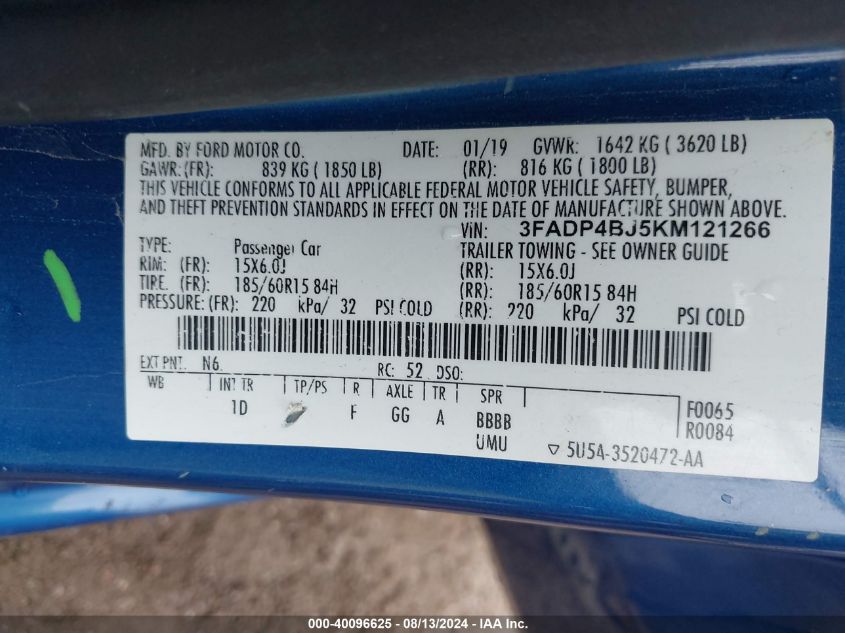 MFD. BY FORD MOTOR CO. DATE: 01/19 GVWR: 1642 KG ( 3620 LB)
GAWR:(FR): 839 KG ( 1850 LB) (RR): 816 KG ( 1800 LB)
THIS VEHICLE CONFORMS TO ALL APPLICABLE FEDERAL MOTOR VEHICLE SAFETY, BUMPER,
AND THEFT PREVENTION STANDARDS IN EFFECT ON THE DATE OF MANUFACTURE SHOWN ABOVE.
VIN: 3FADP4BJ5KM121266
TYPE: Passenger Car TRAILER TOWING - SEE OWNER GUIDE
RIM: (FR): 15X6.0J (RR): 15X6.0J
TIRE. (FR): 185/60R15 84H (RR): 185/60R15 84H
PRESSURE: (FR): 220 kPa/ 32 PSI COLD (RR): 220 kPa/ 32 PSI COLD
EXT PNT: N6 RC: 52 DSO:
WB INT TR TP/PS R AXLE TR SPR F0065
1D F GG A BBBB R0084
UMU ▽ 5U5A-3520472-AA
000-40096625 - 08/13/2024 - IAA Inc.